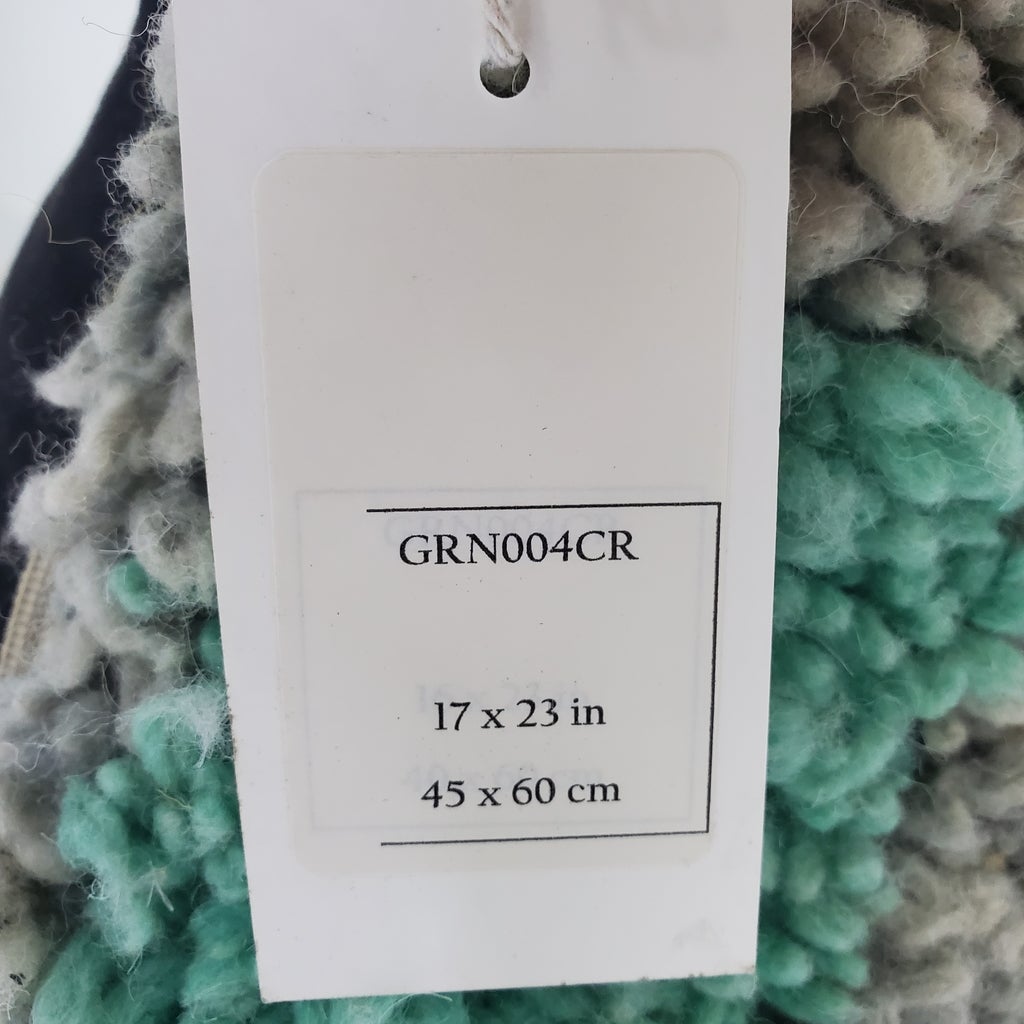 GRN004CR
17 x 23 in
45 x 60 cm